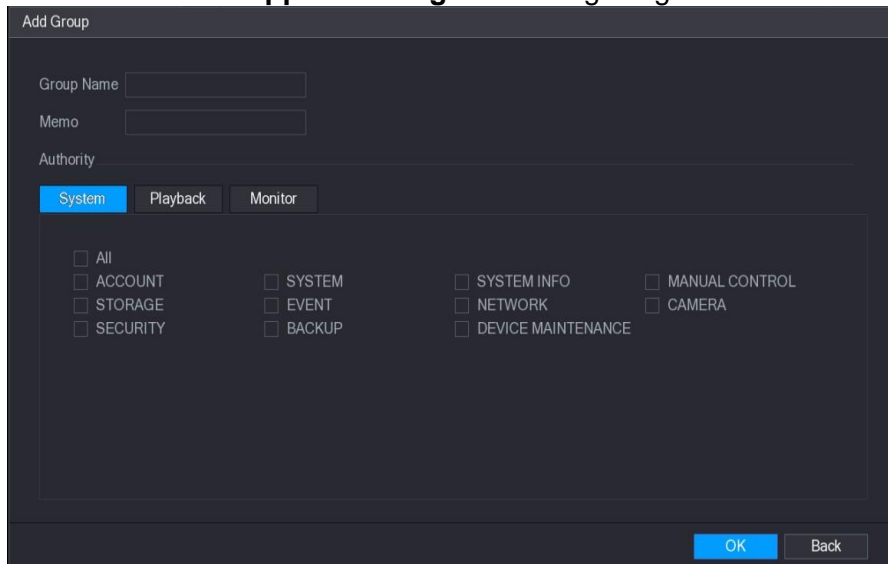 Add Group
Group Name
Memo
Authority
System Playback Monitor
All
ACCOUNT SYSTEM SYSTEM INFO MANUAL CONTROL
STORAGE EVENT NETWORK CAMERA
SECURITY BACKUP DEVICE MAINTENANCE
OK Back